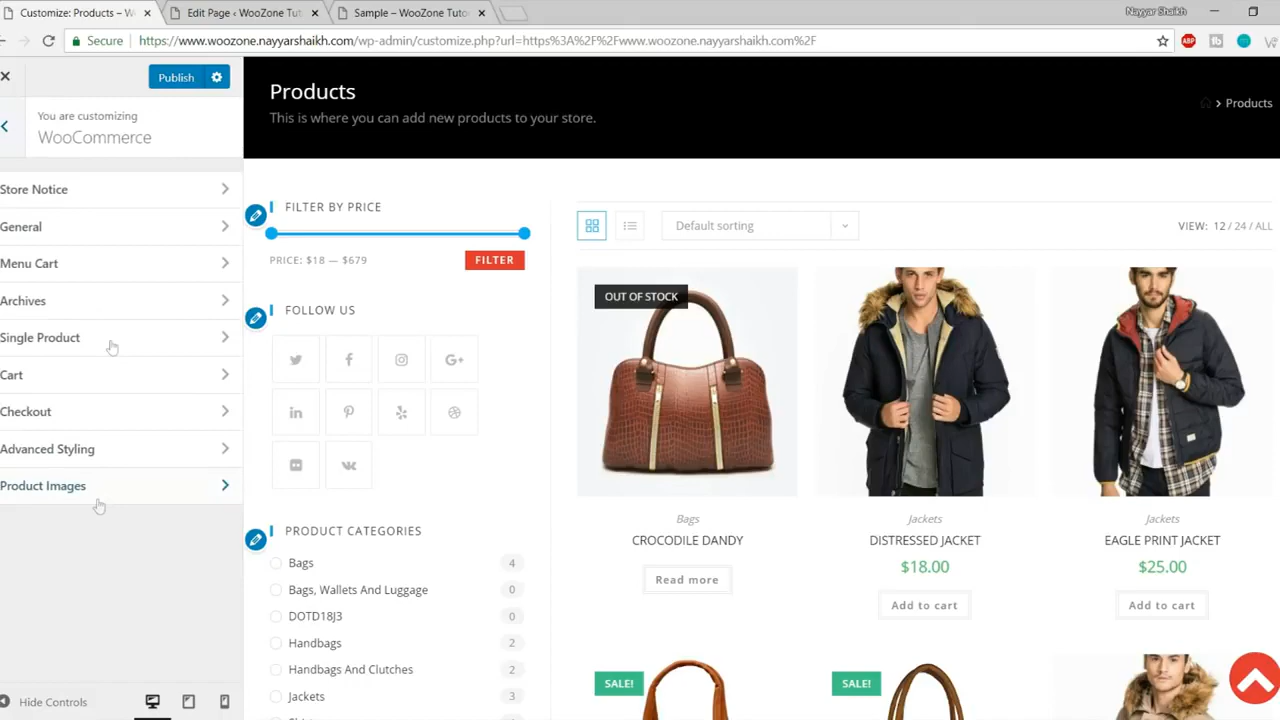 Customize: Products – W
Edit Page ‹ WooZone Tut
Sample – WooZone Tuto
Nayyar Shaikh
Secure
https://www.woozone.nayyarshaikh.com/wp-admin/customize.php?url=https%3A%2F%2Fwww.woozone.nayyarshaikh.com%2F
ABP
Publish
You are customizing
WooCommerce
Store Notice
General
Menu Cart
Archives
Single Product
Cart
Checkout
Advanced Styling
Product Images
Hide Controls
Products
This is where you can add new products to your store.
Products
FILTER BY PRICE
PRICE: $18 — $679
FILTER
FOLLOW US
PRODUCT CATEGORIES
Bags 4
Bags, Wallets And Luggage 0
DOTD18J3 0
Handbags 2
Handbags And Clutches 2
Jackets 3
Default sorting
VIEW: 12 / 24 / ALL
OUT OF STOCK
Bags
CROCODILE DANDY
Read more
Jackets
DISTRESSED JACKET
$18.00
Add to cart
Jackets
EAGLE PRINT JACKET
$25.00
Add to cart
SALE!
SALE!